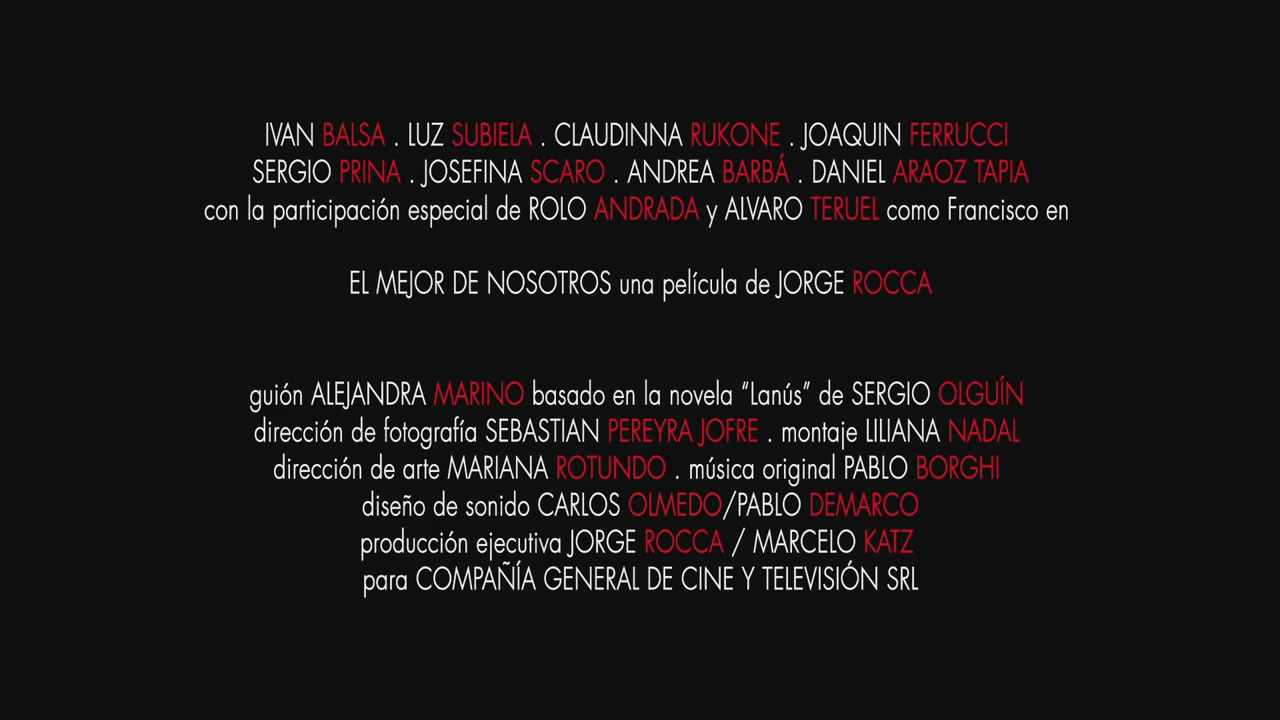 IVAN BALSA . LUZ SUBIELA . CLAUDINNA RUKONE . JOAQUIN FERRUCCI
SERGIO PRINA . JOSEFINA SCARO . ANDREA BARBÁ . DANIEL ARAOZ TAPIA
con la participación especial de ROLO ANDRADA y ALVARO TERUEL como Francisco en
EL MEJOR DE NOSOTROS una película de JORGE ROCCA
guión ALEJANDRA MARINO basado en la novela “Lanús” de SERGIO OLGUÍN
dirección de fotografía SEBASTIAN PEREYRA JOFRE . montaje LILIANA NADAL
dirección de arte MARIANA ROTUNDO . música original PABLO BORGHI
diseño de sonido CARLOS OLMEDO/PABLO DEMARCO
producción ejecutiva JORGE ROCCA / MARCELO KATZ
para COMPAÑÍA GENERAL DE CINE Y TELEVISIÓN SRL